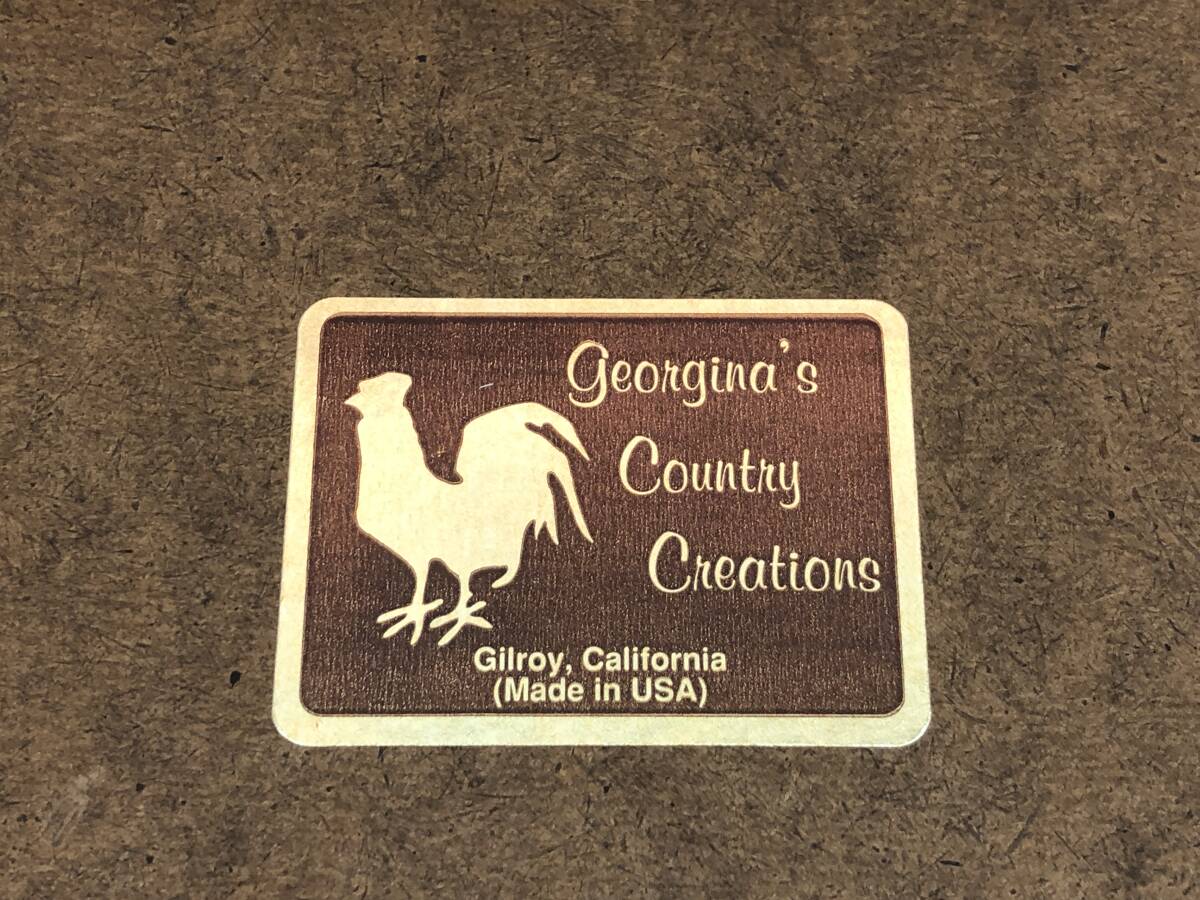 Georgina's
Country
Creations
Gilroy, California
(Made in USA)